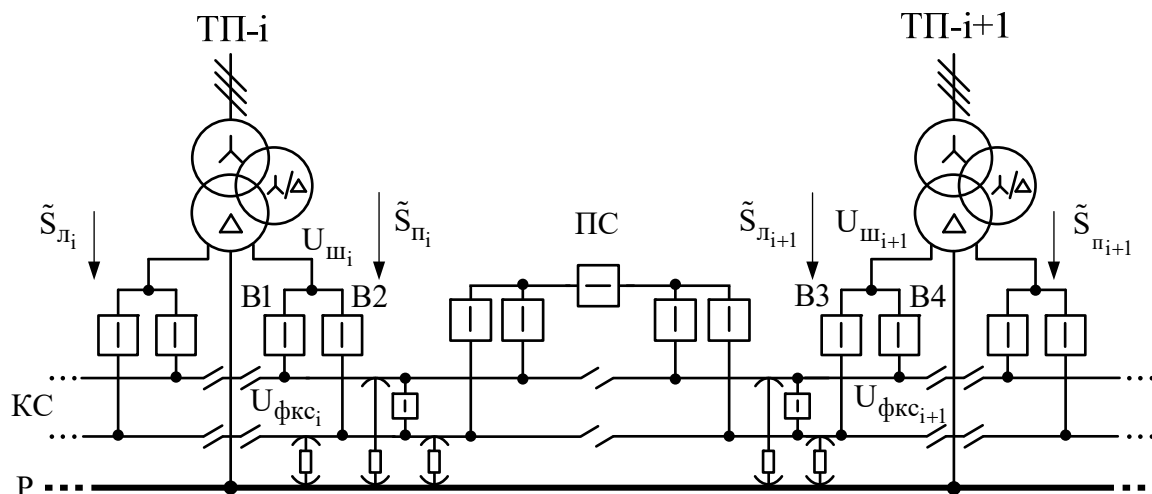 ТП-i
ТП-i+1
S̃лi
Uшi
S̃пi
ПС
S̃лi+1
Uшi+1
S̃пi+1
В1
В2
В3
В4
КС
Uфксi
Uфксi+1
Р